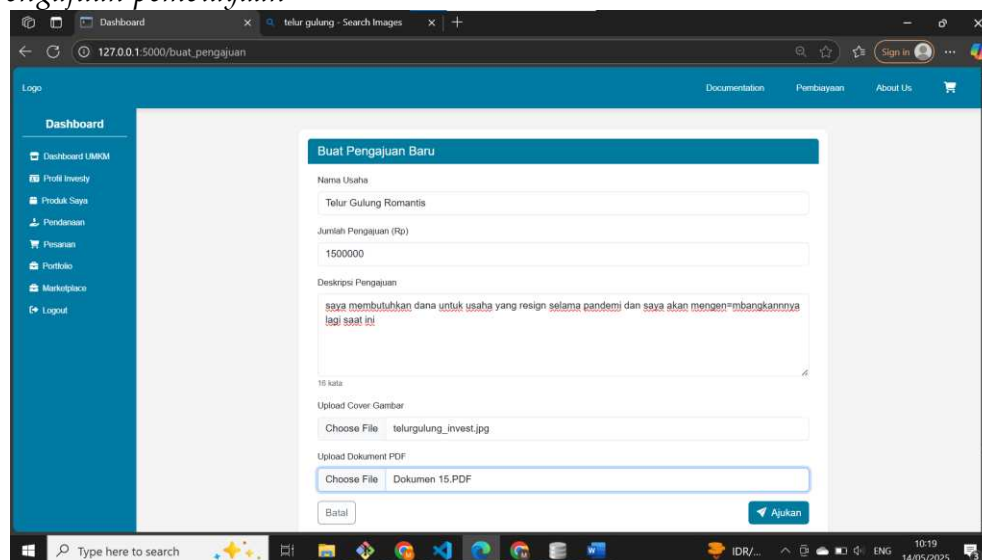 engajuan pembiayaan
Dashboard
telur gulung - Search Images
127.0.0.1:5000/buat_pengajuan
Sign in
Logo
Documentation
Pembiayaan
About Us
Dashboard
Dashboard UMKM
Profil Investy
Produk Saya
Pendanaan
Pesanan
Portfolio
Marketplace
Logout
Buat Pengajuan Baru
Nama Usaha
Telur Gulung Romantis
Jumlah Pengajuan (Rp)
1500000
Deskripsi Pengajuan
saya membutuhkan dana untuk usaha yang resign selama pandemi dan saya akan mengen=mbangkannnya
lagi saat ini
16 kata
Upload Cover Gambar
Choose File telurgulung_invest.jpg
Upload Dokument PDF
Choose File Dokumen 15.PDF
Batal
Ajukan
Type here to search
IDR/...
ENG
10:19
14/05/2025